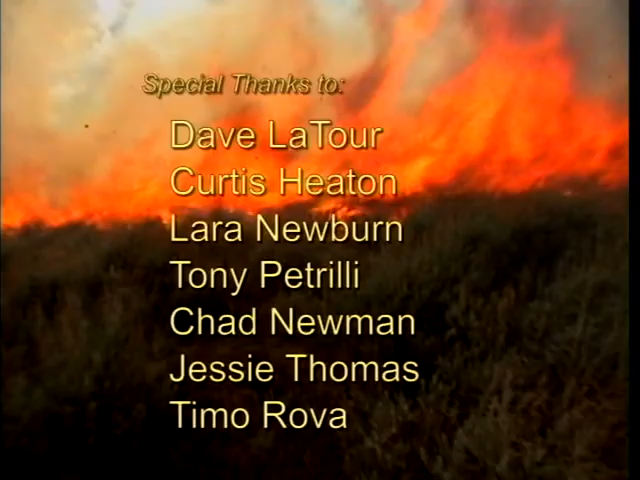 Special Thanks to:
Dave LaTour
Curtis Heaton
Lara Newburn
Tony Petrilli
Chad Newman
Jessie Thomas
Timo Rova